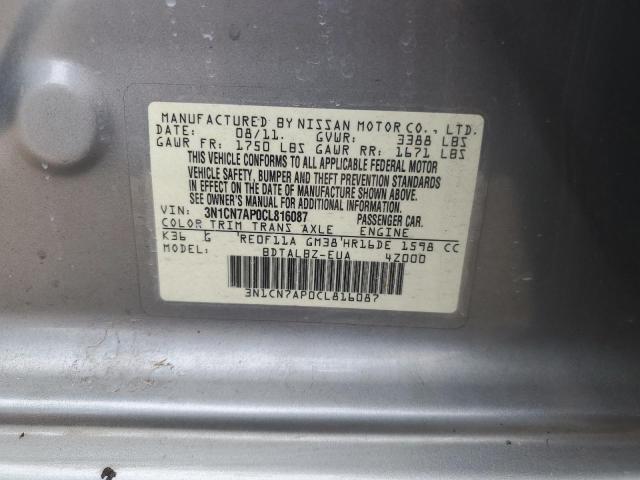 MANUFACTURED BY NISSAN MOTOR CO., LTD.
DATE: 08/11. GVWR: 3388 LBS
GAWR FR: 1750 LBS GAWR RR: 1671 LBS
THIS VEHICLE CONFORMS TO ALL APPLICABLE FEDERAL MOTOR
VEHICLE SAFETY, BUMPER AND THEFT PREVENTION STANDARDS
IN EFFECT ON THE DATE OF MANUFACTURE SHOWN ABOVE.
SEE OWNER'S MANUAL OR PLACARD FOR ADDITIONAL INFORMATION
VIN: 3N1CN7AP0CL816087 PASSENGER CAR.
COLOR TRIM TRANS AXLE ENGINE
K36 G RE0F11A GM38 HR16DE 1598 CC
BDTALBZ-EUA 4Z000
3N1CN7AP0CL816087